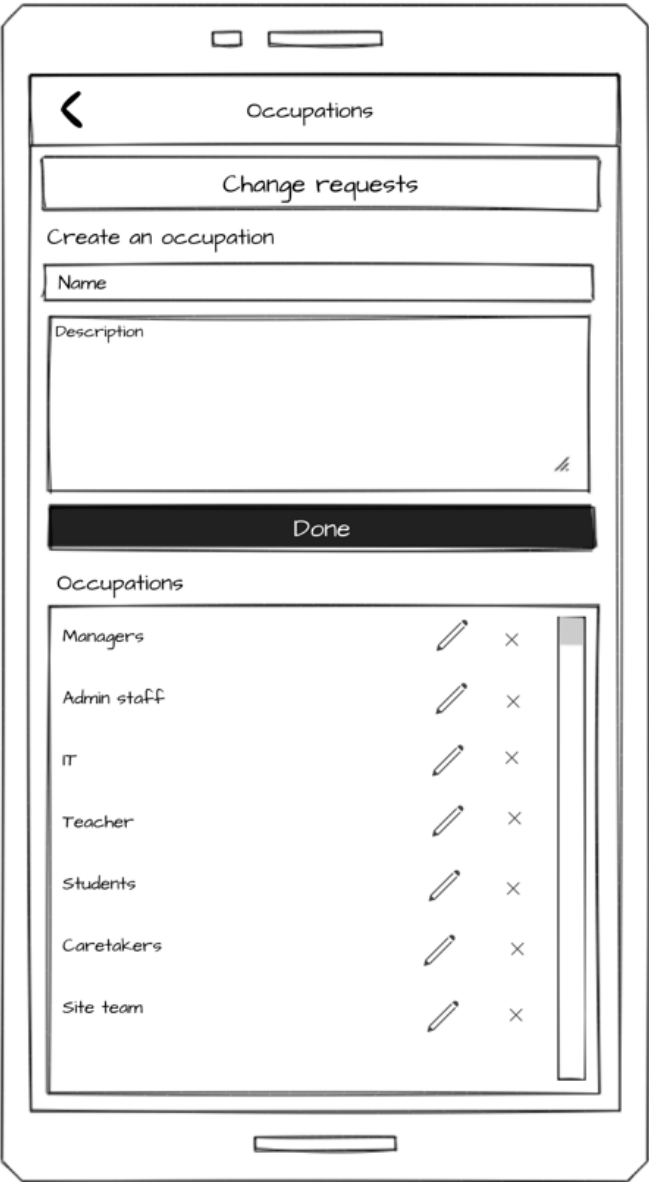 Occupations
Change requests
Create an occupation
Name
Description
Done
Occupations
Managers
Admin staff
IT
Teacher
Students
Caretakers
Site team